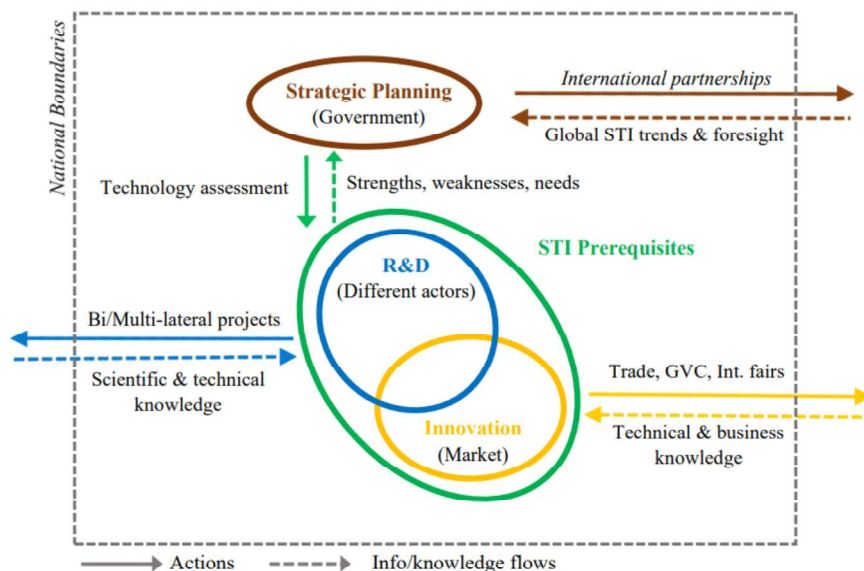 National Boundaries
Strategic Planning
(Government)
International partnerships
Global STI trends & foresight
Technology assessment
Strengths, weaknesses, needs
STI Prerequisites
R&D
(Different actors)
Bi/Multi-lateral projects
Scientific & technical
knowledge
Trade, GVC, Int. fairs
Technical & business
knowledge
Innovation
(Market)
Actions
Info/knowledge flows